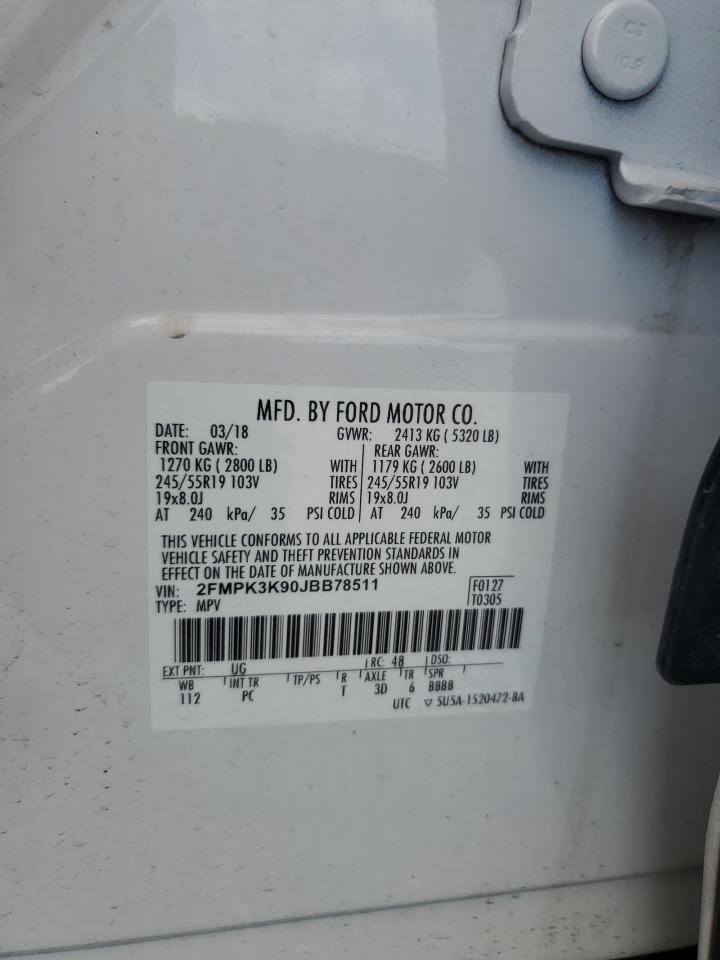 CJ
10.9
MFD. BY FORD MOTOR CO.
DATE: 03/18 GVWR: 2413 KG ( 5320 LB)
FRONT GAWR: REAR GAWR:
1270 KG ( 2800 LB) WITH 1179 KG ( 2600 LB) WITH
245/55R19 103V TIRES 245/55R19 103V TIRES
19x8.0J RIMS 19x8.0J RIMS
AT 240 kPa/ 35 PSI COLD AT 240 kPa/ 35 PSI COLD
THIS VEHICLE CONFORMS TO ALL APPLICABLE FEDERAL MOTOR
VEHICLE SAFETY AND THEFT PREVENTION STANDARDS IN
EFFECT ON THE DATE OF MANUFACTURE SHOWN ABOVE.
VIN: 2FMPK3K90JBB78511 F0127
TYPE: MPV T0305
EXT PNT: UG RC: 48 DSO:
WB INT TR TP/PS R AXLE TR SPR
112 PC T 3D 6 BBBB
UTC ▽ 5U5A-1520472-BA